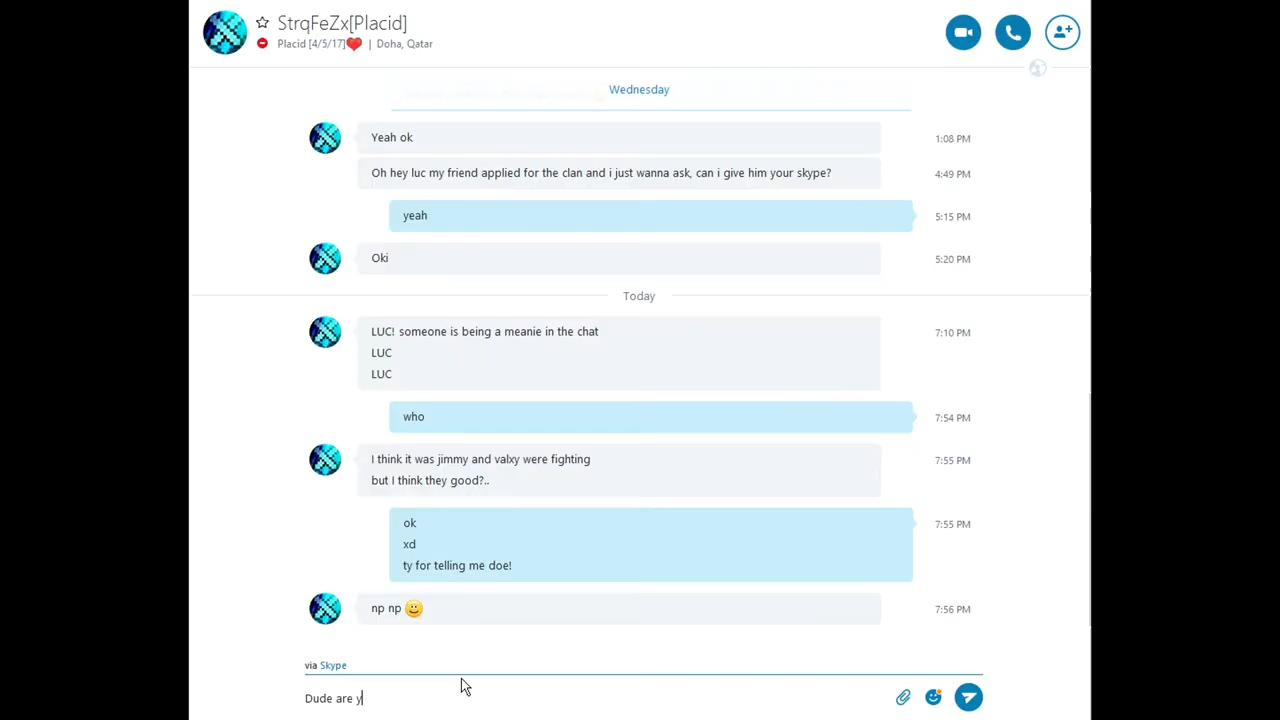 StrqFeZx[Placid]
Placid [4/5/17]❤ | Doha, Qatar
Wednesday
Yeah ok 1:08 PM
Oh hey luc my friend applied for the clan and i just wanna ask, can i give him your skype? 4:49 PM
yeah 5:15 PM
Oki 5:20 PM
Today
LUC! someone is being a meanie in the chat 7:10 PM
LUC
LUC
who 7:54 PM
I think it was jimmy and valxy were fighting 7:55 PM
but I think they good?..
ok 7:55 PM
xd
ty for telling me doe!
np np 7:56 PM
via Skype
Dude are y